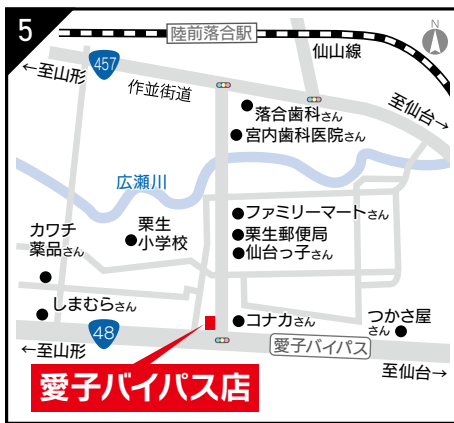 5
陸前落合駅
仙山線
N
457
←至山形
作並街道
至仙台→
落合歯科さん
宮内歯科医院さん
広瀬川
カワチ
薬品さん
栗生
小学校
ファミリーマートさん
栗生郵便局
仙台っ子さん
しまむらさん
コナカさん
つかさ屋
さん
48
←至山形
愛子バイパス
至仙台→
愛子バイパス店